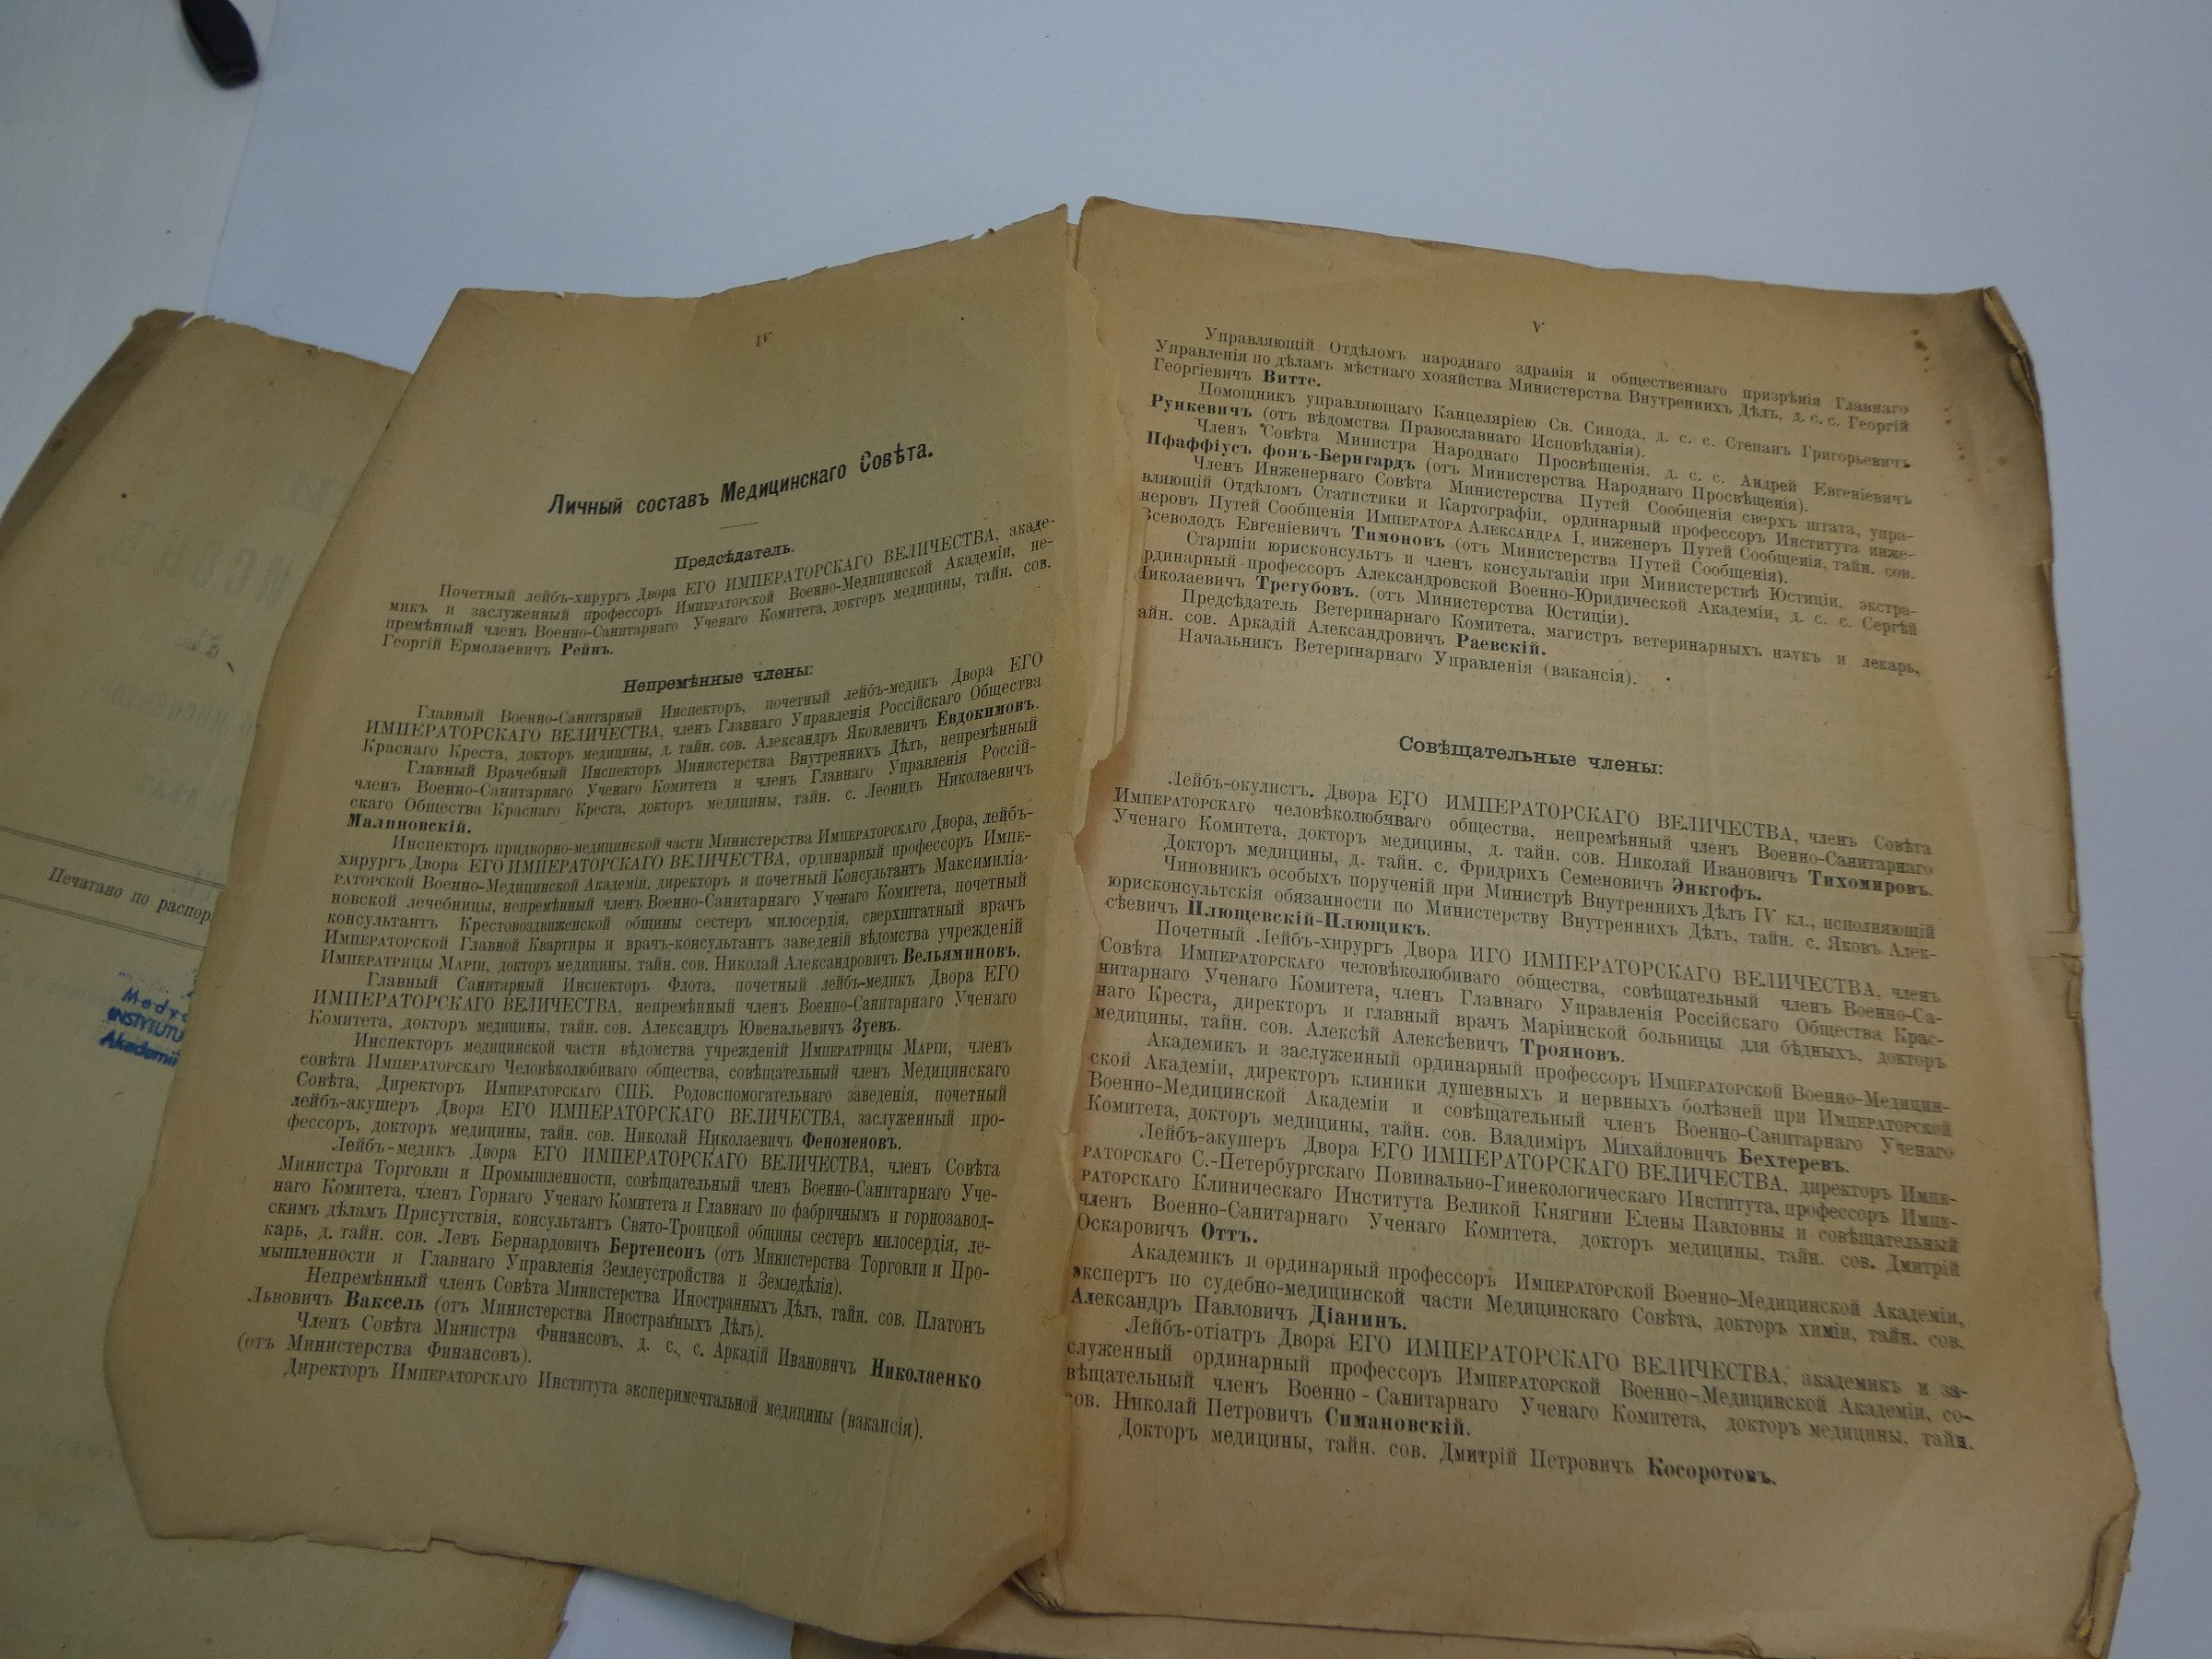 IV
Личный составъ Медицинскаго Совѣта.
Предсѣдатель.
Почетный лейбъ-хирургъ Двора ЕГО ИМПЕРАТОРСКАГО ВЕЛИЧЕСТВА, акаде-
микъ и заслуженный профессоръ Императорской Военно-Медицинской Академіи, не-
премѣнный членъ Военно-Санитарнаго Ученаго Комитета, докторъ медицины, тайн. сов.
Георгій Ермолаевичъ Рейнъ.
Непремѣнные члены:
Главный Военно-Санитарный Инспекторъ, почетный лейбъ-медикъ Двора ЕГО
ИМПЕРАТОРСКАГО ВЕЛИЧЕСТВА, членъ Главнаго Управленія Россійскаго Общества
Краснаго Креста, докторъ медицины, д. тайн. сов. Александръ Яковлевичъ Евдокимовъ.
Главный Врачебный Инспекторъ Министерства Внутреннихъ Дѣлъ, непремѣнный
членъ Военно-Санитарнаго Ученаго Комитета и членъ Главнаго Управленія Россій-
скаго Общества Краснаго Креста, докторъ медицины, тайн. с. Леонидъ Николаевичъ
Малиновскій.
Инспекторъ придворно-медицинской части Министерства Императорскаго Двора, лейбъ-
хирургъ Двора ЕГО ИМПЕРАТОРСКАГО ВЕЛИЧЕСТВА, ординарный профессоръ Импе-
раторской Военно-Медицинской Академіи, директоръ и почетный Консультантъ Максимиліа-
новской лечебницы, непремѣнный членъ Военно-Санитарнаго Ученаго Комитета, почетный
консультантъ Крестовоздвиженской общины сестеръ милосердія, сверхштатный врачъ
Императорской Главной Квартиры и врачъ-консультантъ заведеній вѣдомства учрежденій
Императрицы Маріи, докторъ медицины, тайн. сов. Николай Александровичъ Вельяминовъ.
Главный Санитарный Инспекторъ Флота, почетный лейбъ-медикъ Двора ЕГО
ИМПЕРАТОРСКАГО ВЕЛИЧЕСТВА, непремѣнный членъ Военно-Санитарнаго Ученаго
Комитета, докторъ медицины, тайн. сов. Александръ Ювенальевичъ Зуевъ.
Инспекторъ медицинской части вѣдомства учрежденій Императрицы Маріи, членъ
совѣта Императорскаго Человѣколюбиваго общества, совѣщательный членъ Медицинскаго
Совѣта, Директоръ Императорскаго СПБ. Родовспомогательнаго заведенія, почетный
лейбъ-акушеръ Двора ЕГО ИМПЕРАТОРСКАГО ВЕЛИЧЕСТВА, заслуженный про-
фессоръ, докторъ медицины, тайн. сов. Николай Николаевичъ Феноменовъ.
Лейбъ-медикъ Двора ЕГО ИМПЕРАТОРСКАГО ВЕЛИЧЕСТВА, членъ Совѣта
Министра Торговли и Промышленности, совѣщательный членъ Военно-Санитарнаго Уче-
наго Комитета, членъ Горнаго Ученаго Комитета и Главнаго по фабричнымъ и горнозавод-
скимъ дѣламъ Присутствія, консультантъ Свято-Троицкой общины сестеръ милосердія, ле-
карь, д. тайн. сов. Левъ Бернардовичъ Бертенсонъ (отъ Министерства Торговли и Про-
мышленности и Главнаго Управленія Землеустройства и Земледѣлія).
Непремѣнный членъ Совѣта Министерства Иностранныхъ Дѣлъ, тайн. сов. Платонъ
Львовичъ Ваксель (отъ Министерства Иностранныхъ Дѣлъ).
Членъ Совѣта Министра Финансовъ, д. с. с. Аркадій Ивановичъ Николаенко
(отъ Министерства Финансовъ).
Директоръ Императорскаго Института экспериментальной медицины (вакансія).
V
Управляющій Отдѣломъ народнаго здравія и общественнаго призрѣнія Главнаго
Управленія по дѣламъ мѣстнаго хозяйства Министерства Внутреннихъ Дѣлъ, д. с. с. Георгій
Георгіевичъ Витте.
Помощникъ управляющаго Канцеляріею Св. Синода, д. с. с. Степанъ Григорьевичъ
Рункевичъ (отъ вѣдомства Православнаго Исповѣданія).
Членъ Совѣта Министра Народнаго Просвѣщенія, д. с. с. Андрей Евгеніевичъ
Пфаффіусъ фонъ-Бернгардъ (отъ Министерства Народнаго Просвѣщенія).
Членъ Инженернаго Совѣта Министерства Путей Сообщенія сверхъ штата, упра-
вляющій Отдѣломъ Статистики и Картографіи, ординарный профессоръ Института инже-
неровъ Путей Сообщенія Императора Александра I, инженеръ Путей Сообщенія, тайн. сов.
Всеволодъ Евгеніевичъ Тимоновъ (отъ Министерства Путей Сообщенія).
Старшій юрисконсультъ и членъ консультаціи при Министерствѣ Юстиціи, экстра-
рдинарный профессоръ Александровской Военно-Юридической Академіи, д. с. с. Сергѣй
Николаевичъ Трегубовъ. (отъ Министерства Юстиціи).
Предсѣдатель Ветеринарнаго Комитета, магистръ ветеринарныхъ наукъ и лекарь,
айн. сов. Аркадій Александровичъ Раевскій.
Начальникъ Ветеринарнаго Управленія (вакансія).
Совѣщательные члены:
Лейбъ-окулистъ. Двора ЕГО ИМПЕРАТОРСКАГО ВЕЛИЧЕСТВА, членъ Совѣта
Императорскаго человѣколюбиваго общества, непремѣнный членъ Военно-Санитарнаго
Ученаго Комитета, докторъ медицины, д. тайн. сов. Николай Ивановичъ Тихомировъ.
Докторъ медицины, д. тайн. с. Фридрихъ Семеновичъ Энкгофъ.
Чиновникъ особыхъ порученій при Министрѣ Внутреннихъ Дѣлъ IV кл., исполняющій
юрисконсультскія обязанности по Министерству Внутреннихъ Дѣлъ, тайн. с. Яковъ Алек-
сѣевичъ Плющевскій-Плющикъ.
Почетный Лейбъ-хирургъ Двора ИГО ИМПЕРАТОРСКАГО ВЕЛИЧЕСТВА, членъ
Совѣта Императорскаго человѣколюбиваго общества, совѣщательный членъ Военно-Са-
нитарнаго Ученаго Комитета, членъ Главнаго Управленія Россійскаго Общества Крас-
наго Креста, директоръ и главный врачъ Маріинской больницы для бѣдныхъ, докторъ
медицины, тайн. сов. Алексѣй Алексѣевичъ Трояновъ.
Академикъ и заслуженный ординарный профессоръ Императорской Военно-Медицин-
ской Академіи, директоръ клиники душевныхъ и нервныхъ болѣзней при Императорской
Военно-Медицинской Академіи и совѣщательный членъ Военно-Санитарнаго Ученаго
Комитета, докторъ медицины, тайн. сов. Владиміръ Михайловичъ Бехтеревъ.
Лейбъ-акушеръ Двора ЕГО ИМПЕРАТОРСКАГО ВЕЛИЧЕСТВА, директоръ Импе-
раторскаго С.-Петербургскаго Повивально-Гинекологическаго Института, профессоръ Импе-
раторскаго Клиническаго Института Великой Княгини Елены Павловны и совѣщательный
членъ Военно-Санитарнаго Ученаго Комитета, докторъ медицины, тайн. сов. Дмитрій
Оскаровичъ Оттъ.
Академикъ и ординарный профессоръ Императорской Военно-Медицинской Академіи,
экспертъ по судебно-медицинской части Медицинскаго Совѣта, докторъ химіи, тайн. сов.
Александръ Павловичъ Діанинъ.
Лейбъ-отіатръ Двора ЕГО ИМПЕРАТОРСКАГО ВЕЛИЧЕСТВА, академикъ и за-
служенный ординарный профессоръ Императорской Военно-Медицинской Академіи, со-
вѣщательный членъ Военно-Санитарнаго Ученаго Комитета, докторъ медицины, тайн.
сов. Николай Петровичъ Симановскій.
Докторъ медицины, тайн. сов. Дмитрій Петровичъ Косоротовъ.
Печатано по распор
Medyc
INSTYTUTU
Akademii